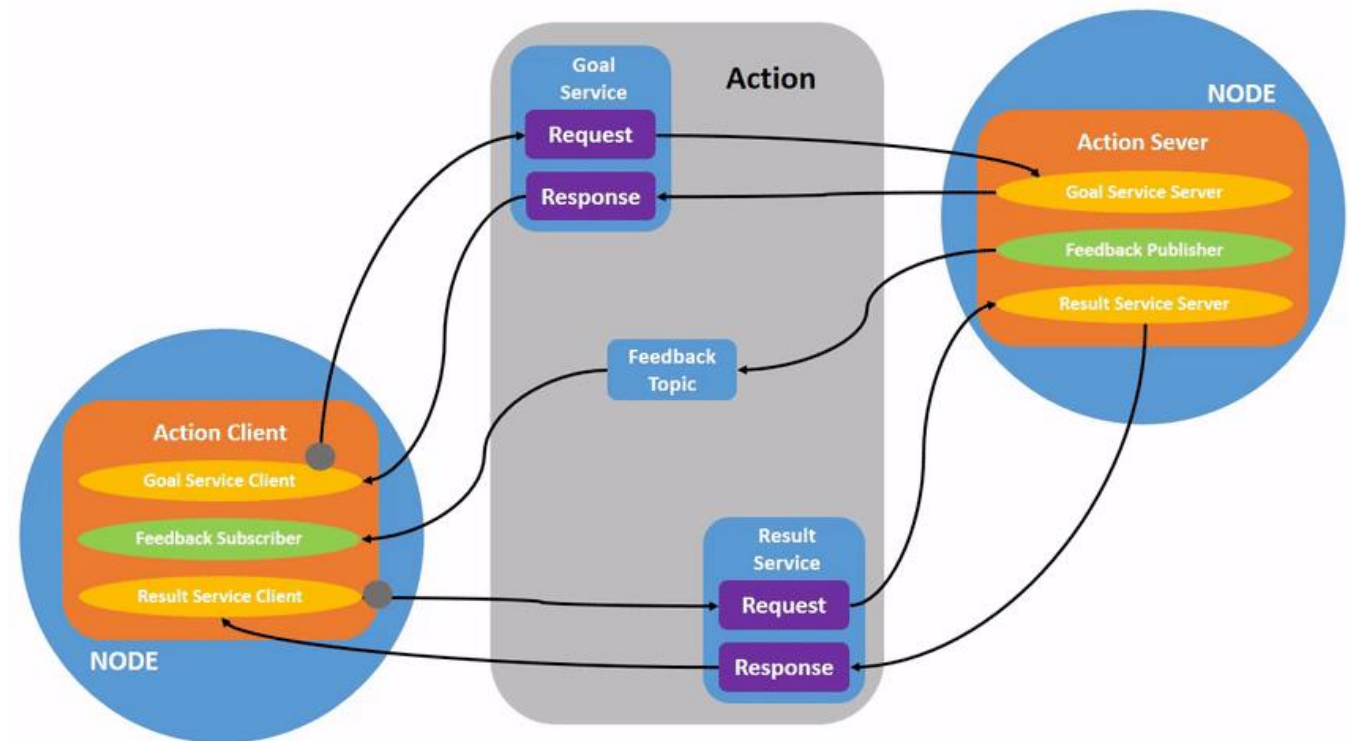 Goal
Service
Request
Response
Action
NODE
Action Sever
Goal Service Server
Feedback Publisher
Result Service Server
Feedback
Topic
Action Client
Goal Service Client
Feedback Subscriber
Result Service Client
NODE
Result
Service
Request
Response